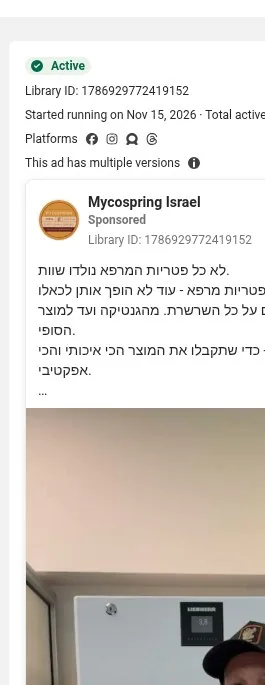 Active
Library ID: 1786929772419152
Started running on Nov 15, 2026 · Total active
Platforms
This ad has multiple versions
MYCOSPRING
Mycospring Israel
Sponsored
Library ID: 1786929772419152
לא כל פטריות המרפא נולדו שוות.
פטריות מרפא - עוד לא הופך אותן לכאלו
ם על כל השרשרת. מהגנטיקה ועד למוצר
הסופי.
- כדי שתקבלו את המוצר הכי איכותי והכי
אפקטיבי.
...
LIEBHERR